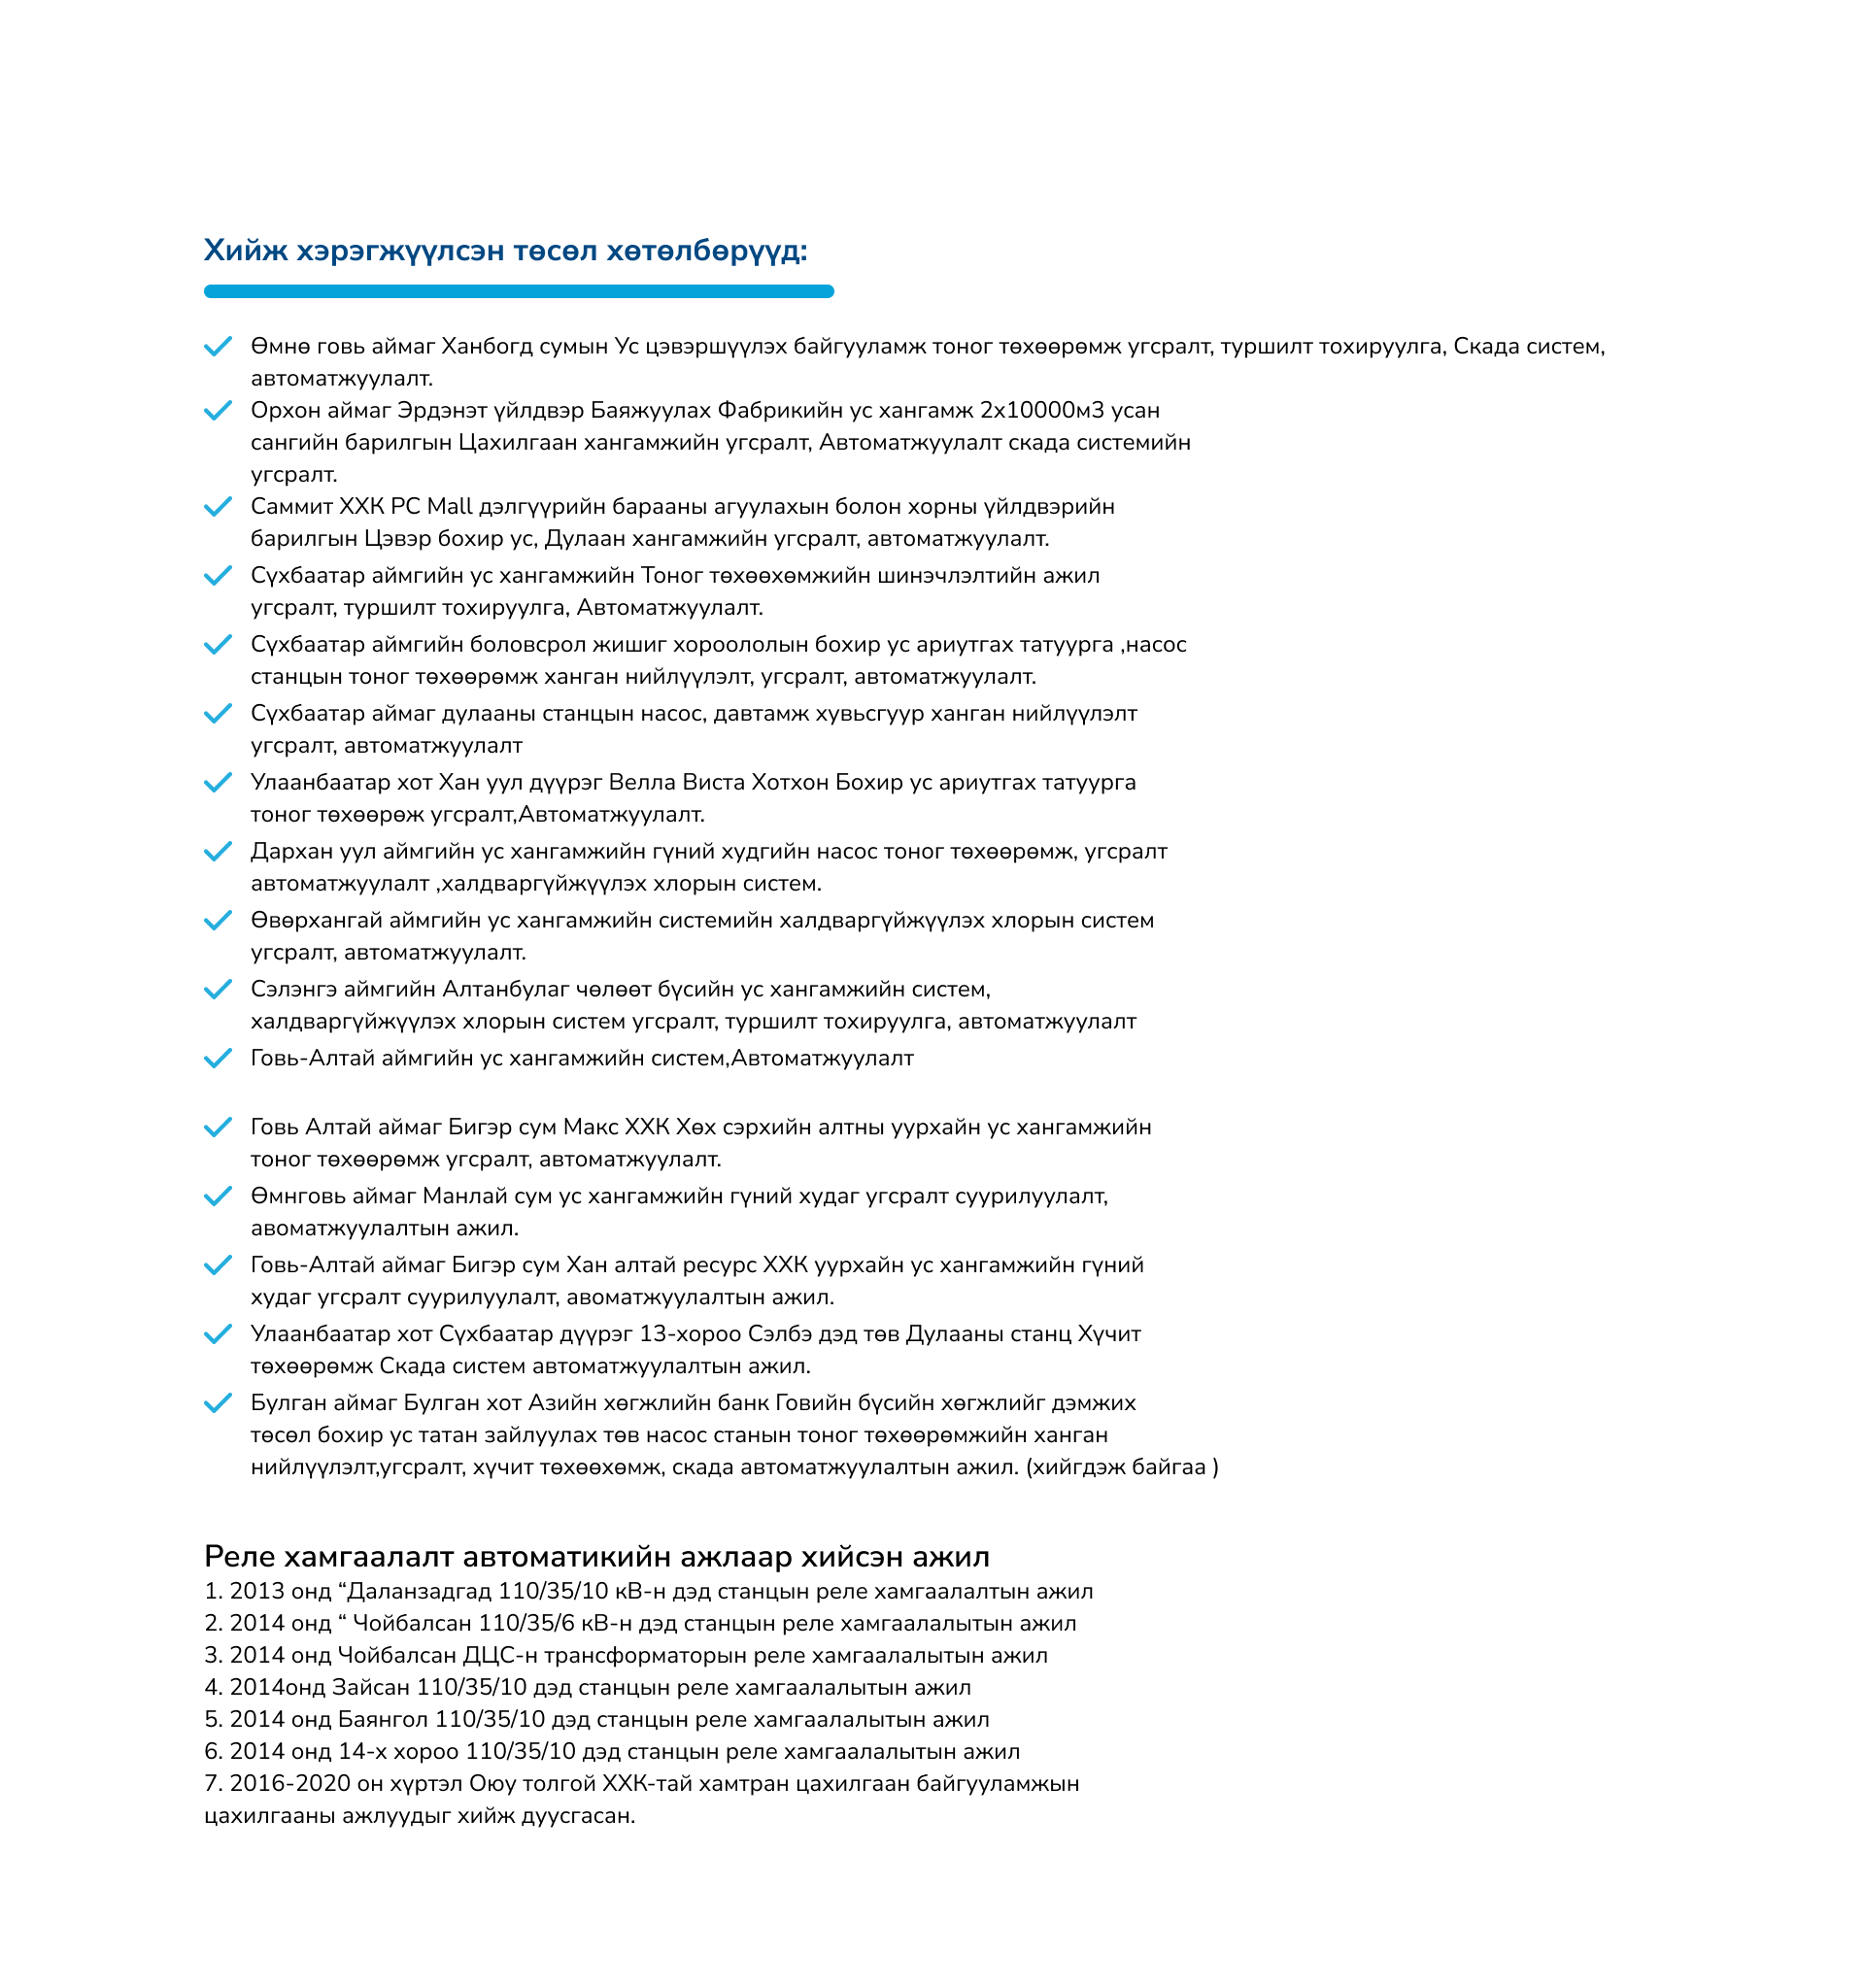 Хийж хэрэгжүүлсэн төсөл хөтөлбөрүүд:
Өмнө говь аймаг Ханбогд сумын Ус цэвэршүүлэх байгууламж тоног төхөөрөмж угсралт, туршилт тохируулга, Скада систем,
автоматжуулалт.
Орхон аймаг Эрдэнэт үйлдвэр Баяжуулах Фабрикийн ус хангамж 2x10000м3 усан
сангийн барилгын Цахилгаан хангамжийн угсралт, Автоматжуулалт скада системийн
угсралт.
Саммит ХХК PC Mall дэлгүүрийн барааны агуулахын болон хорны үйлдвэрийн
барилгын Цэвэр бохир ус, Дулаан хангамжийн угсралт, автоматжуулалт.
Сүхбаатар аймгийн ус хангамжийн Тоног төхөөхөмжийн шинэчлэлтийн ажил
угсралт, туршилт тохируулга, Автоматжуулалт.
Сүхбаатар аймгийн боловсрол жишиг хороололын бохир ус ариутгах татуурга ,насос
станцын тоног төхөөрөмж ханган нийлүүлэлт, угсралт, автоматжуулалт.
Сүхбаатар аймаг дулааны станцын насос, давтамж хувьсгуур ханган нийлүүлэлт
угсралт, автоматжуулалт
Улаанбаатар хот Хан уул дүүрэг Велла Виста Хотхон Бохир ус ариутгах татуурга
тоног төхөөрөж угсралт,Автоматжуулалт.
Дархан уул аймгийн ус хангамжийн гүний худгийн насос тоног төхөөрөмж, угсралт
автоматжуулалт ,халдваргүйжүүлэх хлорын систем.
Өвөрхангай аймгийн ус хангамжийн системийн халдваргүйжүүлэх хлорын систем
угсралт, автоматжуулалт.
Сэлэнгэ аймгийн Алтанбулаг чөлөөт бүсийн ус хангамжийн систем,
халдваргүйжүүлэх хлорын систем угсралт, туршилт тохируулга, автоматжуулалт
Говь-Алтай аймгийн ус хангамжийн систем,Автоматжуулалт
Говь Алтай аймаг Бигэр сум Макс ХХК Хөх сэрхийн алтны уурхайн ус хангамжийн
тоног төхөөрөмж угсралт, автоматжуулалт.
Өмнговь аймаг Манлай сум ус хангамжийн гүний худаг угсралт суурилуулалт,
авоматжуулалтын ажил.
Говь-Алтай аймаг Бигэр сум Хан алтай ресурс ХХК уурхайн ус хангамжийн гүний
худаг угсралт суурилуулалт, авоматжуулалтын ажил.
Улаанбаатар хот Сүхбаатар дүүрэг 13-хороо Сэлбэ дэд төв Дулааны станц Хүчит
төхөөрөмж Скада систем автоматжуулалтын ажил.
Булган аймаг Булган хот Азийн хөгжлийн банк Говийн бүсийн хөгжлийг дэмжих
төсөл бохир ус татан зайлуулах төв насос станын тоног төхөөрөмжийн ханган
нийлүүлэлт,угсралт, хүчит төхөөхөмж, скада автоматжуулалтын ажил. (хийгдэж байгаа )
Реле хамгаалалт автоматикийн ажлаар хийсэн ажил
1. 2013 онд “Даланзадгад 110/35/10 кВ-н дэд станцын реле хамгаалалтын ажил
2. 2014 онд “ Чойбалсан 110/35/6 кВ-н дэд станцын реле хамгаалалытын ажил
3. 2014 онд Чойбалсан ДЦС-н трансформаторын реле хамгаалалытын ажил
4. 2014онд Зайсан 110/35/10 дэд станцын реле хамгаалалытын ажил
5. 2014 онд Баянгол 110/35/10 дэд станцын реле хамгаалалытын ажил
6. 2014 онд 14-х хороо 110/35/10 дэд станцын реле хамгаалалытын ажил
7. 2016-2020 он хүртэл Оюу толгой ХХК-тай хамтран цахилгаан байгууламжын
цахилгааны ажлуудыг хийж дуусгасан.